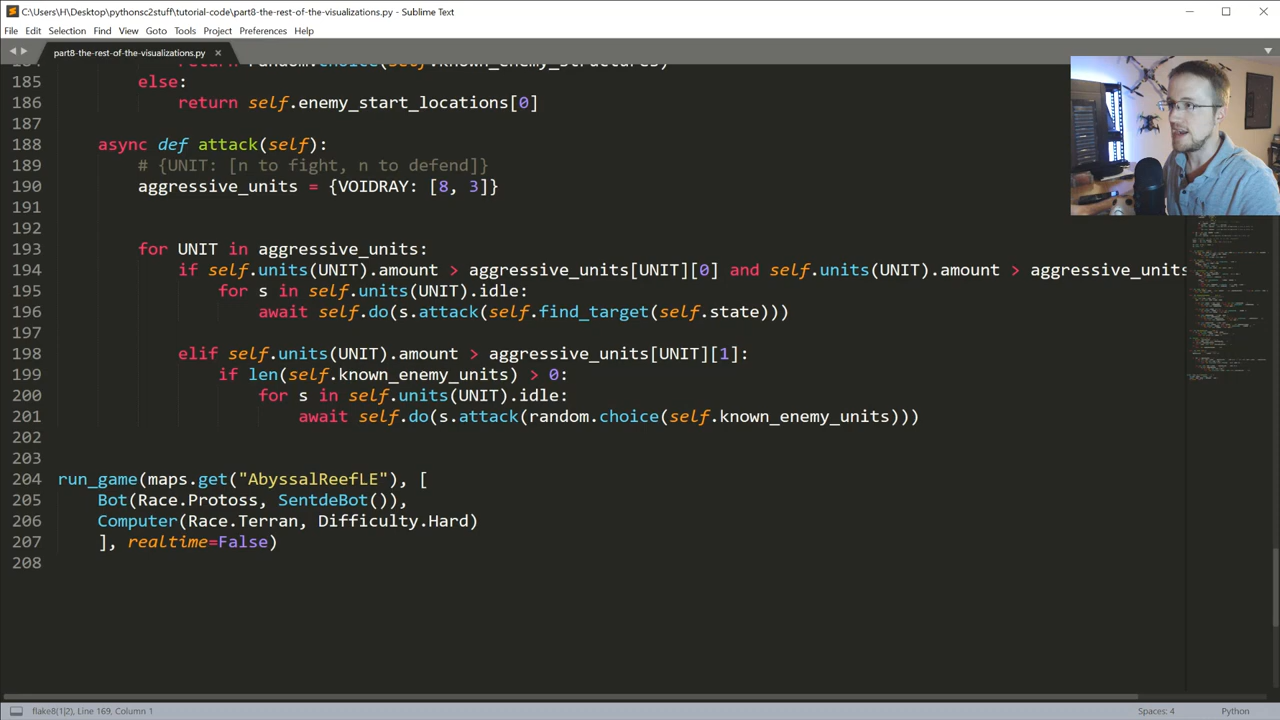 C:\Users\H\Desktop\pythonsc2stuff\tutorial-code\part8-the-rest-of-the-visualizations.py - Sublime Text
File Edit Selection Find View Goto Tools Project Preferences Help
part8-the-rest-of-the-visualizations.py
184 return random.choice(self.known_enemy_structures)
185 else:
186 return self.enemy_start_locations[0]
187
188 async def attack(self):
189 # {UNIT: [n to fight, n to defend]}
190 aggressive_units = {VOIDRAY: [8, 3]}
191
192
193 for UNIT in aggressive_units:
194 if self.units(UNIT).amount > aggressive_units[UNIT][0] and self.units(UNIT).amount > aggressive_units
195 for s in self.units(UNIT).idle:
196 await self.do(s.attack(self.find_target(self.state)))
197
198 elif self.units(UNIT).amount > aggressive_units[UNIT][1]:
199 if len(self.known_enemy_units) > 0:
200 for s in self.units(UNIT).idle:
201 await self.do(s.attack(random.choice(self.known_enemy_units)))
202
203
204 run_game(maps.get("AbyssalReefLE"), [
205 Bot(Race.Protoss, SentdeBot()),
206 Computer(Race.Terran, Difficulty.Hard)
207 ], realtime=False)
208
flake8(1|2), Line 169, Column 1
Spaces: 4
Python